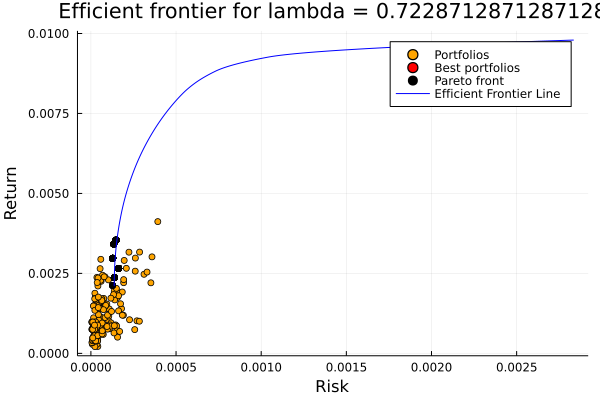 Efficient frontier for lambda = 0.7228712871287128
0.0100
Portfolios
Best portfolios
Pareto front
Efficient Frontier Line
0.0075
0.0050
0.0025
0.0000
Return
0.0000 0.0005 0.0010 0.0015 0.0020 0.0025
Risk